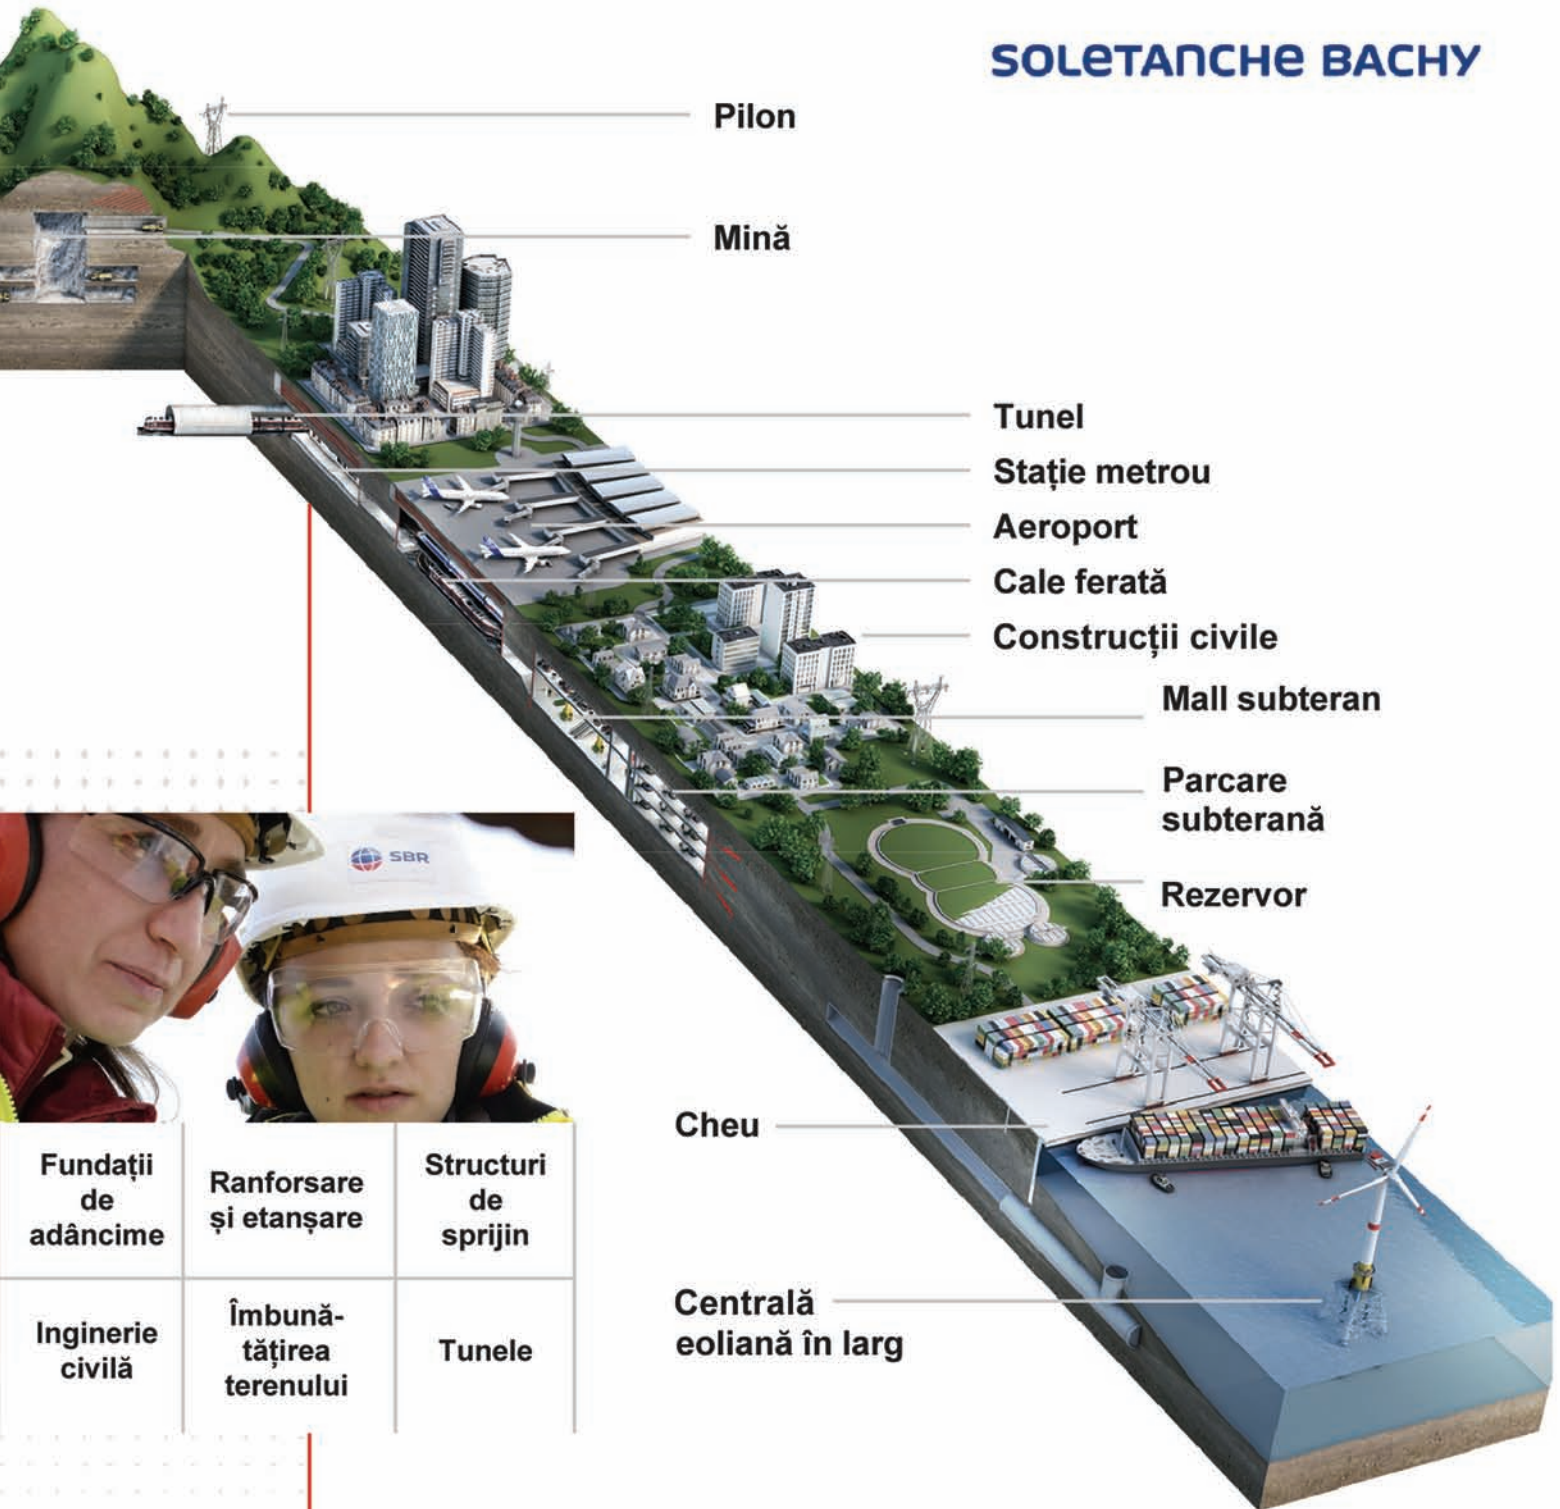 SOLETANCHE BACHY
Pilon
Mină
Tunel
Stație metrou
Aeroport
Cale ferată
Construcții civile
Mall subteran
Parcare
subterană
Rezervor
SBR
Cheu
Centrală
eoliană în larg
Fundații
de
adâncime
Ranforsare
și etanșare
Structuri
de
sprijin
Inginerie
civilă
Îmbună-
tățirea
terenului
Tunele